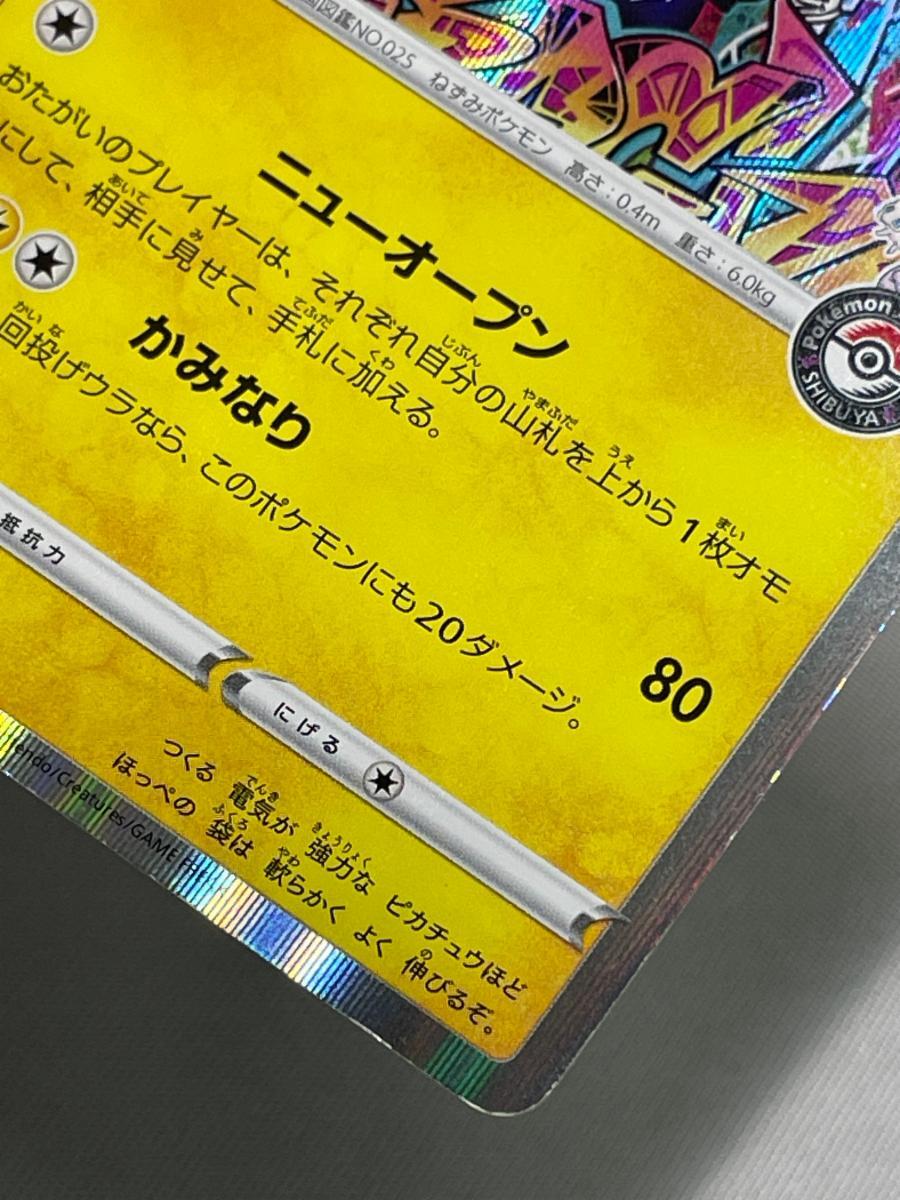 図鑑NO.025 ねずみポケモン 高さ:0.4m 重さ:6.0kg
Pokémon
SHIBUYA
ニューオープン
おたがいのプレイヤーは、それぞれ自分の山札を上から1枚オモ
にして、相手に見せて、手札に加える。
かみなり
80
回投げウラなら、このポケモンにも20ダメージ。
抵抗力
にげる
つくる 電気が 強力な ピカチュウほど
ほっぺの 袋は 軟らかく よく 伸びるぞ。
/Creatures/GAME